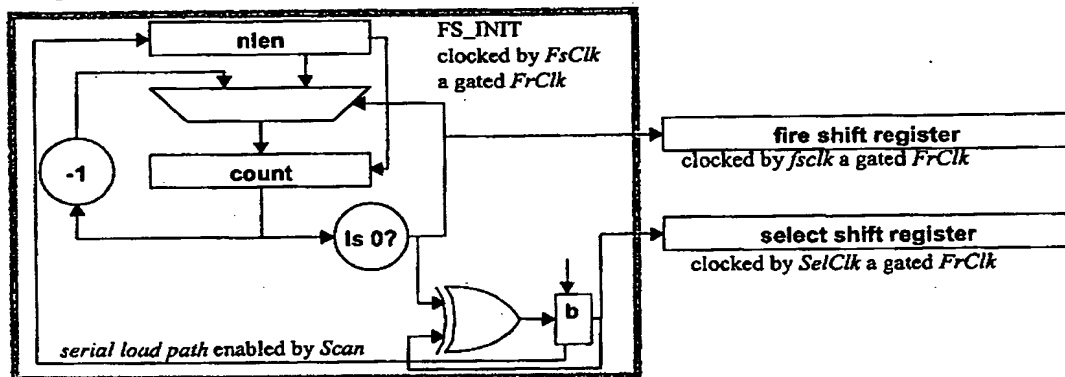 nlen
FS_INIT
clocked by FsClk
a gated FrClk
fire shift register
clocked by fsclk a gated FrClk
-1
count
Is 0?
select shift register
clocked by SelClk a gated FrClk
b
serial load path enabled by Scan